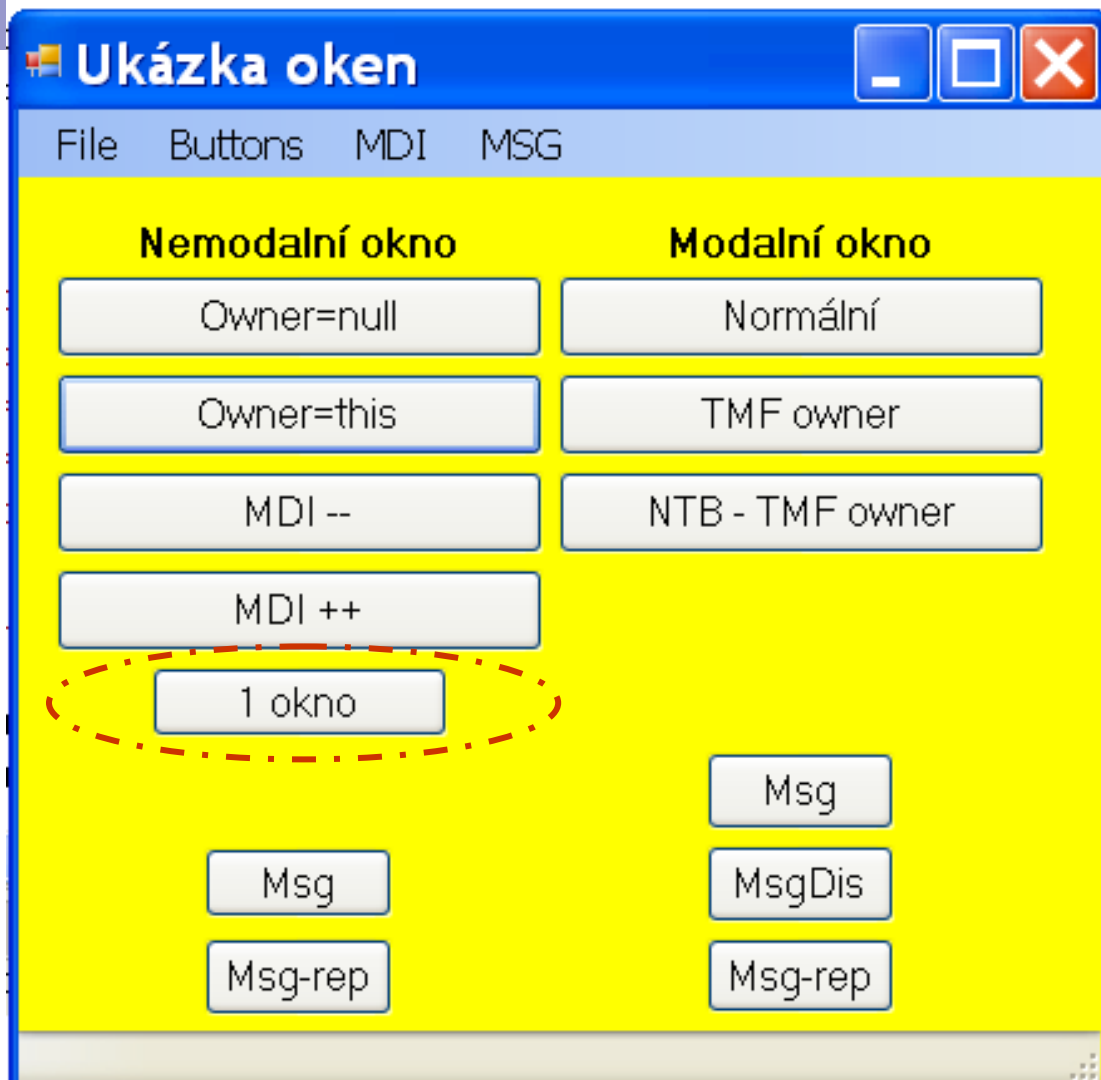 Ukázka oken
File Buttons MDI MSG
Nemodalní okno Modalní okno
Owner=null Normální
Owner=this TMF owner
MDI -- NTB - TMF owner
MDI ++
1 okno
Msg
Msg MsgDis
Msg-rep Msg-rep